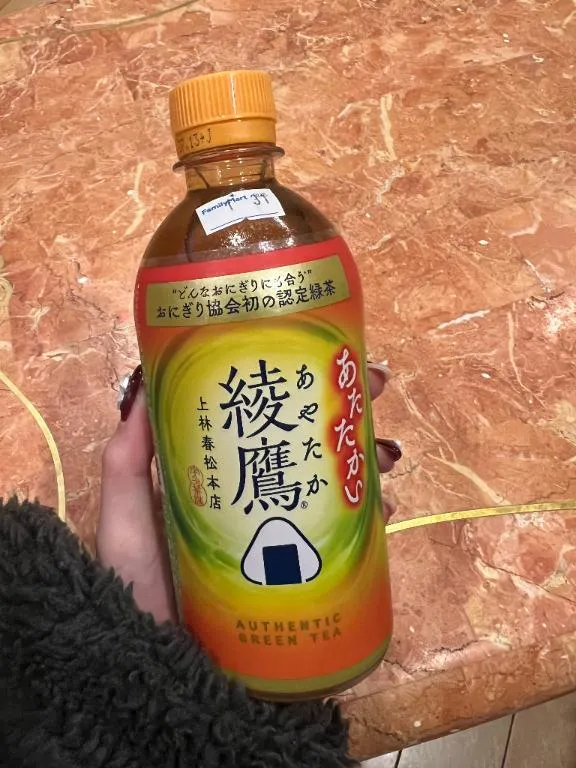 FamilyMart
"どんなおにぎりにも合う"
おにぎり協会初の認定緑茶
あたたかい
あやたか
綾鷹®
上林春松本店
AUTHENTIC
GREEN TEA